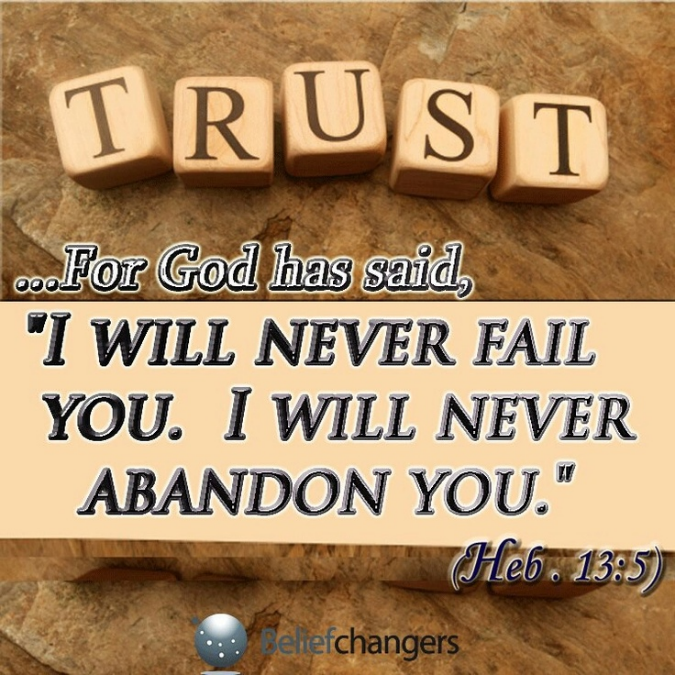 TRUST
...For God has said,
"I WILL NEVER FAIL
YOU. I WILL NEVER
ABANDON YOU."
(Heb . 13:5)
Beliefchangers